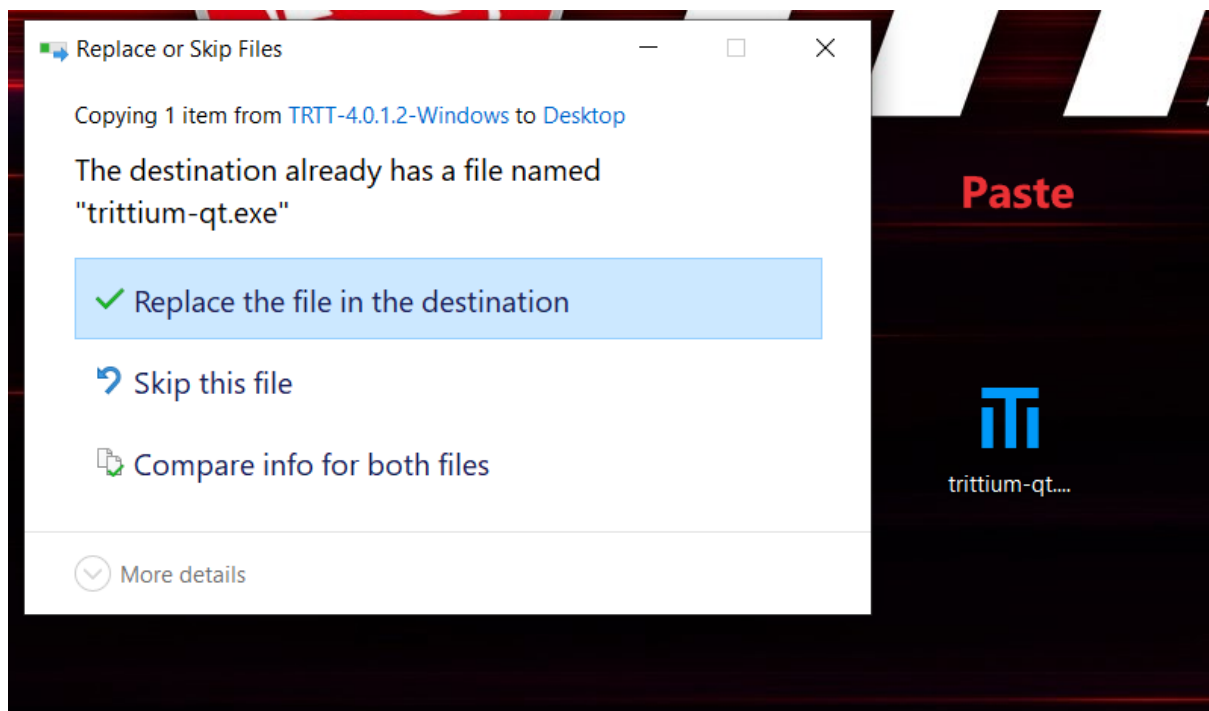 Replace or Skip Files
Copying 1 item from TRTT-4.0.1.2-Windows to Desktop
The destination already has a file named
"trittium-qt.exe"
Replace the file in the destination
Skip this file
Compare info for both files
More details
Paste
trittium-qt....